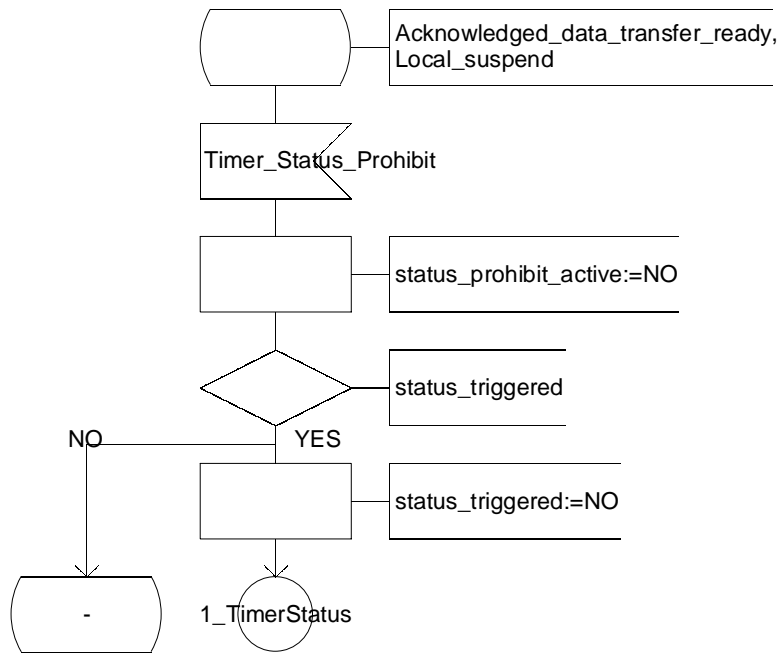 Acknowledged_data_transfer_ready,
Local_suspend
Timer_Status_Prohibit
status_prohibit_active:=NO
status_triggered
NO
YES
status_triggered:=NO
-
1_TimerStatus